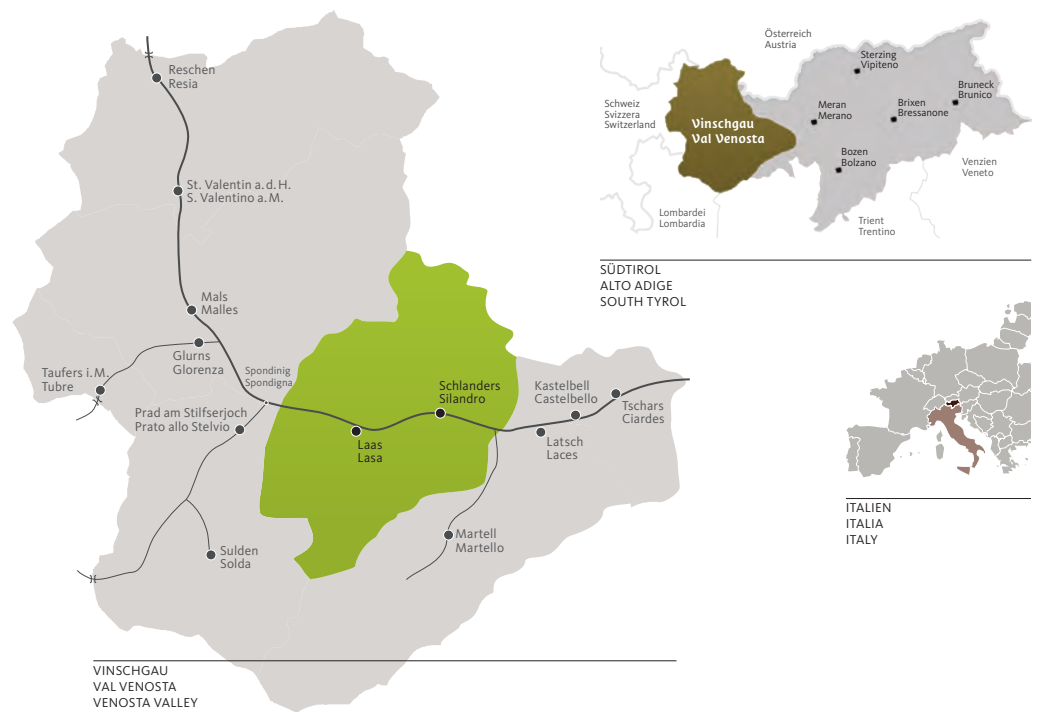 Reschen
Resia
St. Valentin a.d.H.
S. Valentino a.M.
Mals
Malles
Glurns
Glorenza
Taufers i.M.
Tubre
Spondinig
Spondigna
Prad am Stilfserjoch
Prato allo Stelvio
Laas
Lasa
Schlanders
Silandro
Kastelbell
Castelbello
Tschars
Ciardes
Latsch
Laces
Martell
Martello
Sulden
Solda
VINSCHGAU
VAL VENOSTA
VENOSTA VALLEY
Österreich
Austria
Sterzing
Vipiteno
Bruneck
Brunico
Schweiz
Svizzera
Switzerland
Vinschgau
Val Venosta
Meran
Merano
Brixen
Bressanone
Bozen
Bolzano
Venzien
Veneto
Lombardei
Lombardia
Trient
Trentino
SÜDTIROL
ALTO ADIGE
SOUTH TYROL
ITALIEN
ITALIA
ITALY